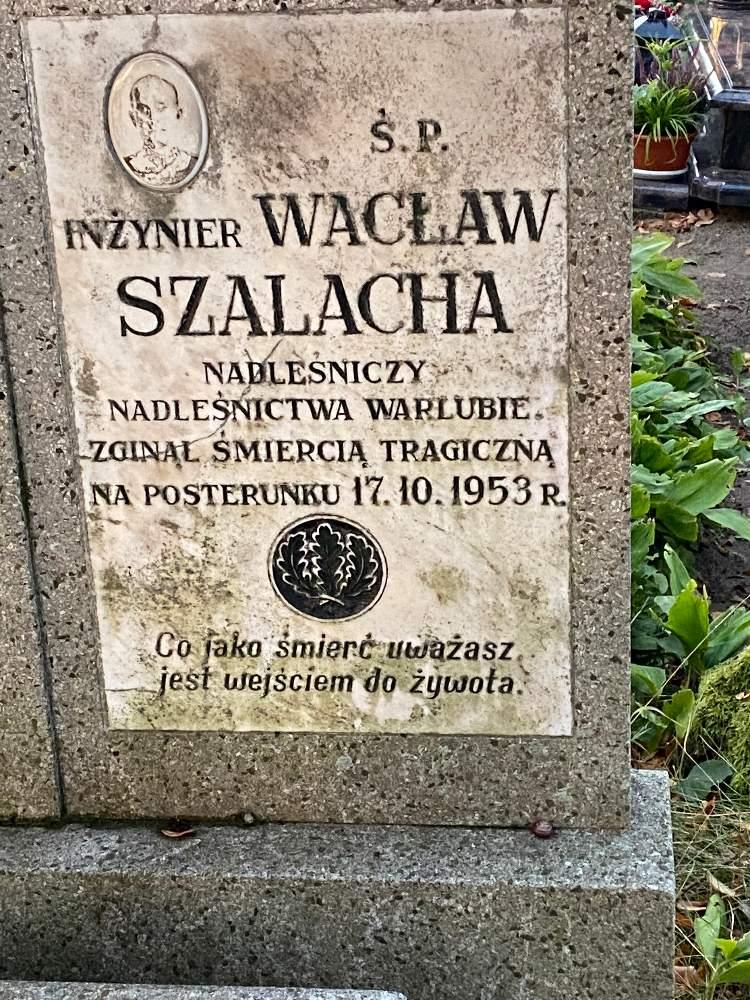 Ś.P.
INŻYNIER WACŁAW
SZALACHA
NADLEŚNICZY
NADLEŚNICTWA WARLUBIE.
ZGINĄŁ ŚMIERCIĄ TRAGICZNĄ
NA POSTERUNKU 17.10.1953 R.
Co jako śmierć uważasz
jest wejściem do żywota.